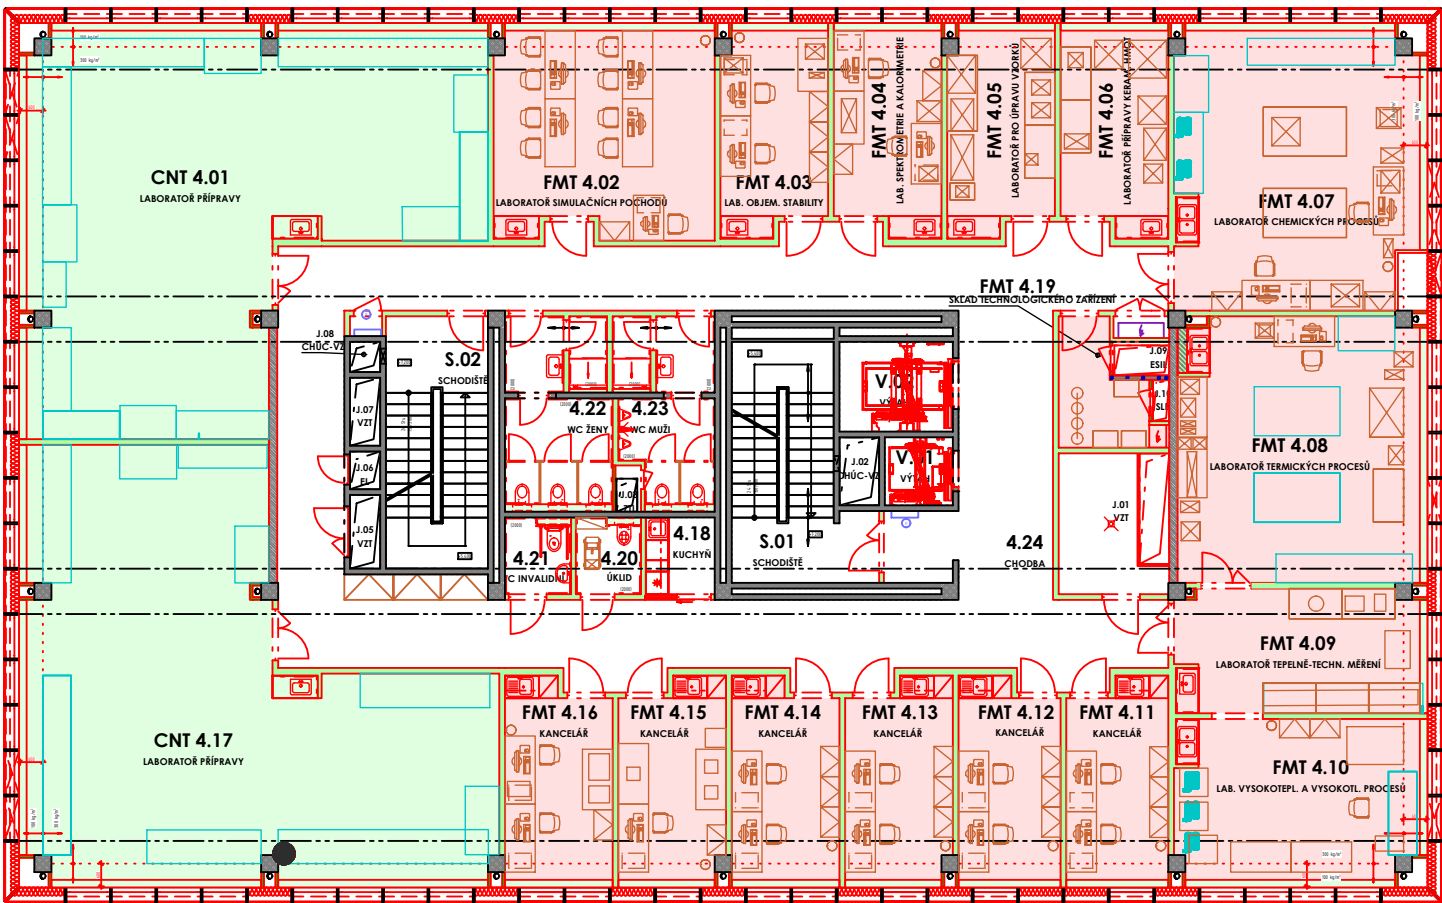 CNT 4.01
LABORATOŘ PŘÍPRAVY
FMT 4.02
LABORATOŘ SIMULAČNÍCH POCHODŮ
FMT 4.03
LAB. OBJEM. STABILITY
FMT 4.04
LAB. SPEKTROMETRIE A KALORIMETRIE
FMT 4.05
LABORATOŘ PRO ÚPRAVU VZORKŮ
FMT 4.06
LABORATOŘ PŘÍPRAVY KERAM. HMOT
FMT 4.07
LABORATOŘ CHEMICKÝCH PROCESŮ
FMT 4.19
SKLAD TECHNOLOGICKÉHO ZAŘÍZENÍ
J.08
CHÚC-VZ
S.02
SCHODIŠTĚ
J.07
VZT
J.06
EL
J.05
VZT
4.22
WC ŽENY
4.23
WC MUŽI
VÝTAH
V.01
VÝTAH
J.02
CHÚC-VZ
J.09
J.01
VZT
FMT 4.08
LABORATOŘ TERMICKÝCH PROCESŮ
4.21
WC INVALIDNÍ
4.20
ÚKLID
4.18
KUCHYŇ
S.01
SCHODIŠTĚ
4.24
CHODBA
FMT 4.09
LABORATOŘ TEPELNĚ-TECHN. MĚŘENÍ
FMT 4.10
LAB. VYSOKOTEPL. A VYSOKOTL. PROCESŮ
CNT 4.17
LABORATOŘ PŘÍPRAVY
FMT 4.16
KANCELÁŘ
FMT 4.15
KANCELÁŘ
FMT 4.14
KANCELÁŘ
FMT 4.13
KANCELÁŘ
FMT 4.12
KANCELÁŘ
FMT 4.11
KANCELÁŘ